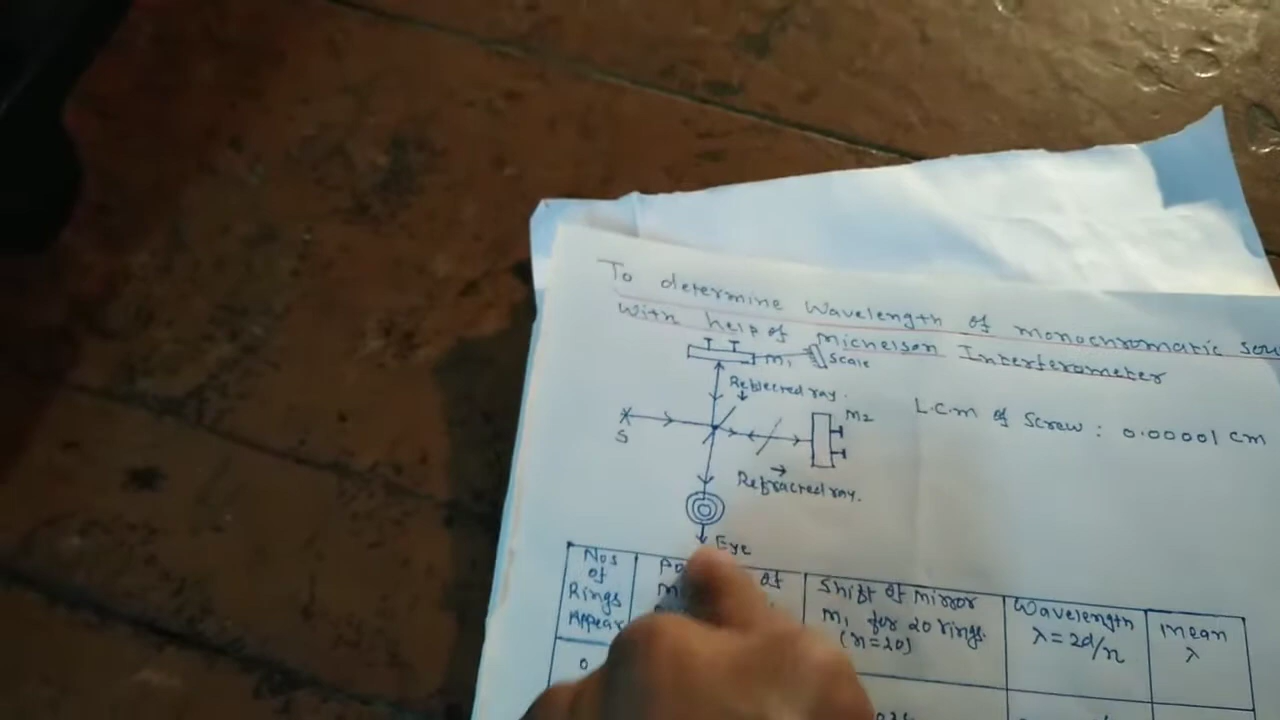 To determine Wavelength of monochromatic
With help of Michelson Interferometer
M1 Scale
Reflected ray.
M2
S
L.C.M of Screw : 0.00001 cm
Refracted ray.
Eye
Nos of Rings Appear
of
Shift of Mirror M1 for 20 rings. (n=20)
Wavelength λ = 2d/n
Mean λ
0